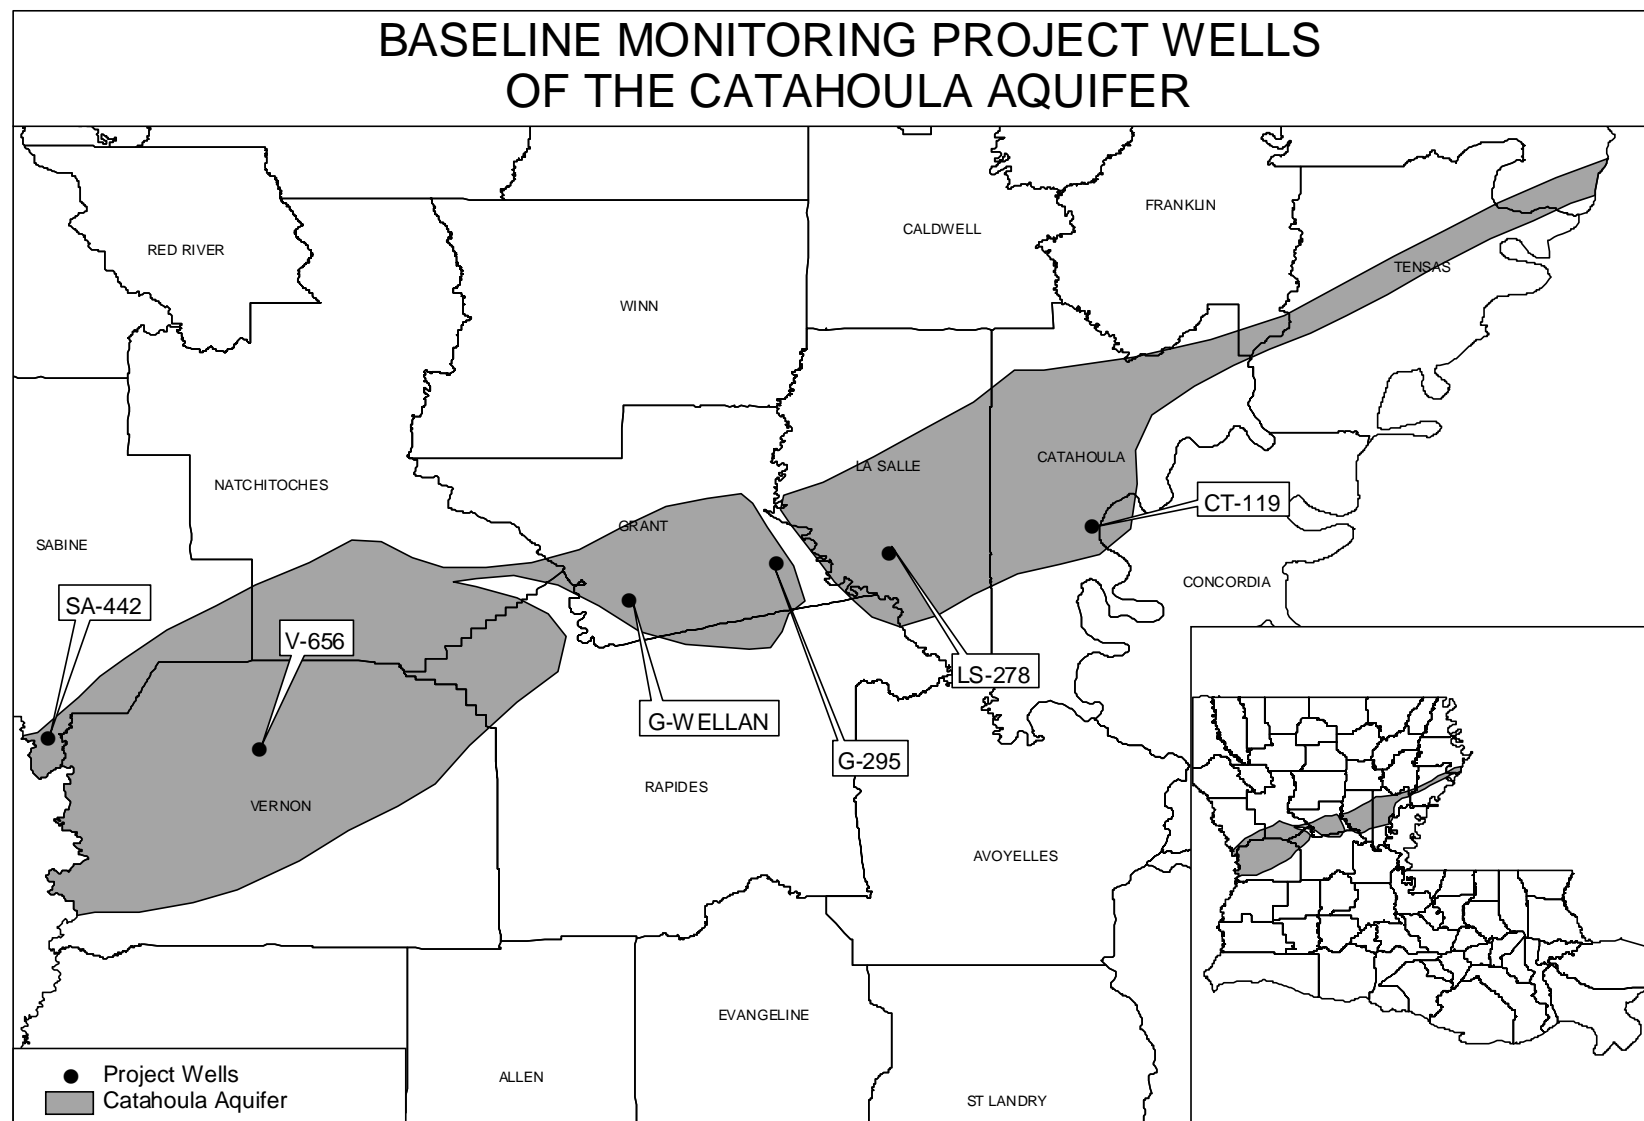 BASELINE MONITORING PROJECT WELLS
OF THE CATAHOULA AQUIFER
FRANKLIN
CALDWELL
RED RIVER
TENSAS
WINN
CATAHOULA
LA SALLE
NATCHITOCHES
CT-119
GRANT
SABINE
CONCORDIA
SA-442
V-656
LS-278
G-WELLAN
G-295
RAPIDES
VERNON
AVOYELLES
EVANGELINE
ALLEN
ST LANDRY
Project Wells
Catahoula Aquifer